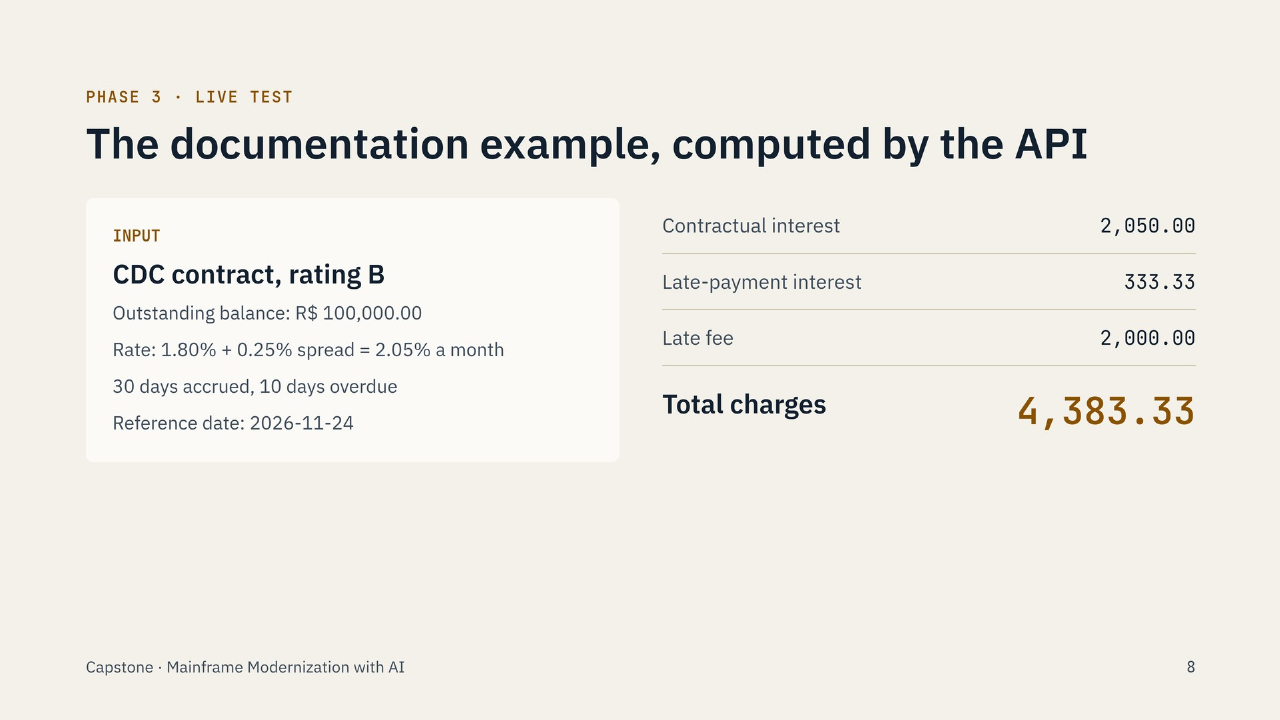 PHASE 3 · LIVE TEST
The documentation example, computed by the API
INPUT
CDC contract, rating B
Outstanding balance: R$ 100,000.00
Rate: 1.80% + 0.25% spread = 2.05% a month
30 days accrued, 10 days overdue
Reference date: 2026-11-24
Contractual interest 2,050.00
Late-payment interest 333.33
Late fee 2,000.00
Total charges 4,383.33
Capstone · Mainframe Modernization with AI 8